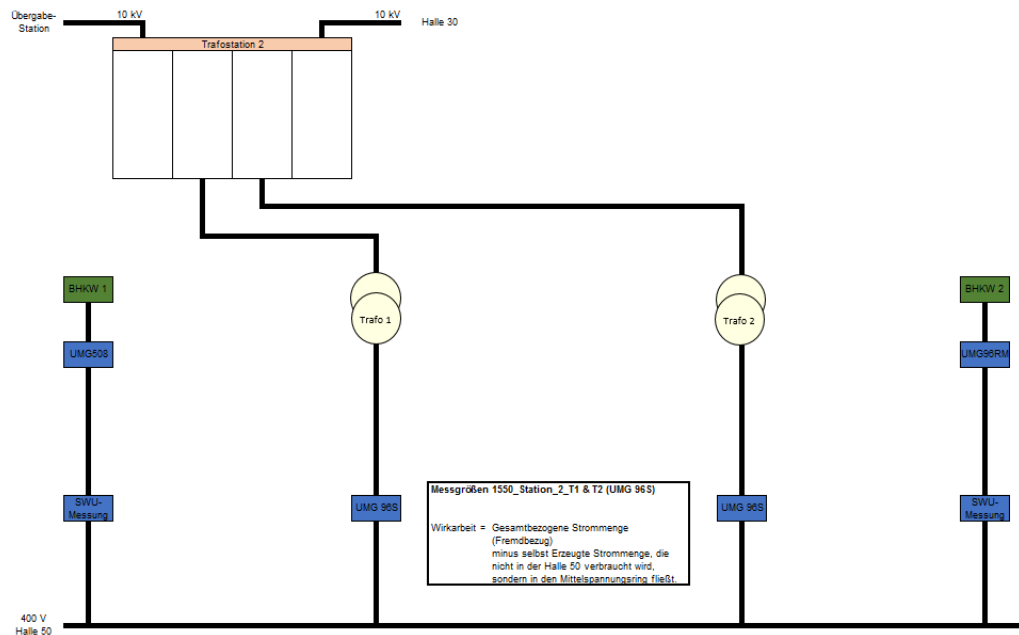 Übergabe-
Station
10 kV
10 kV
Halle 30
Trafostation 2
BHKW 1
Trafo 1
Trafo 2
BHKW 2
UMG508
UMG96RM
SWU-
Messung
UMG 96S
Messgrößen 1550_Station_2_T1 & T2 (UMG 96S)
Wirkarbeit = Gesamtbezogene Strommenge
(Fremdbezug)
minus selbst Erzeugte Strommenge, die
nicht in der Halle 50 verbraucht wird,
sondern in den Mittelspannungsring fließt.
UMG 96S
SWU-
Messung
400 V
Halle 50